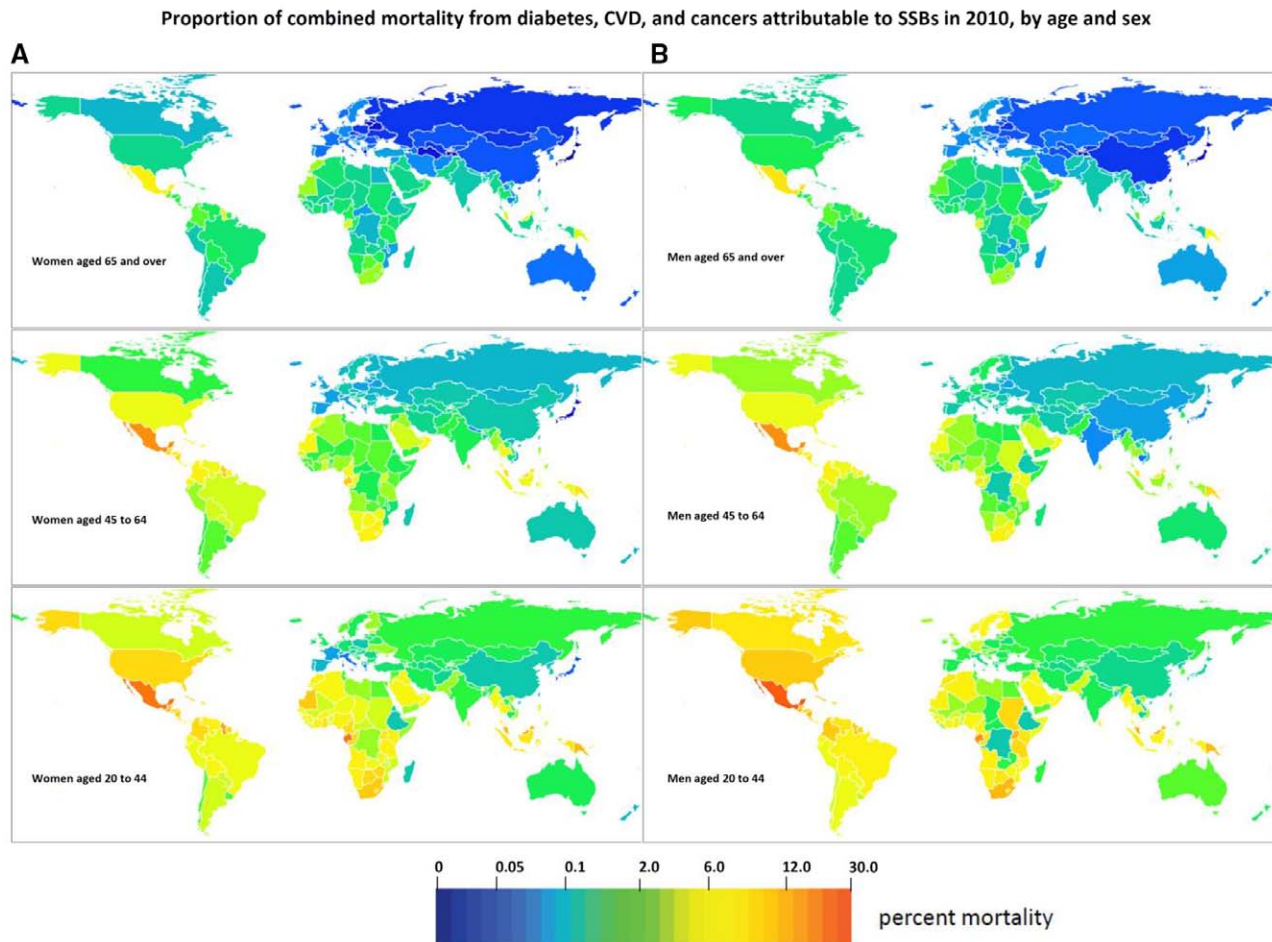 Proportion of combined mortality from diabetes, CVD, and cancers attributable to SSBs in 2010, by age and sex
A
B
Women aged 65 and over
Men aged 65 and over
Women aged 45 to 64
Men aged 45 to 64
Women aged 20 to 44
Men aged 20 to 44
0 0.05 0.1 2.0 6.0 12.0 30.0
percent mortality